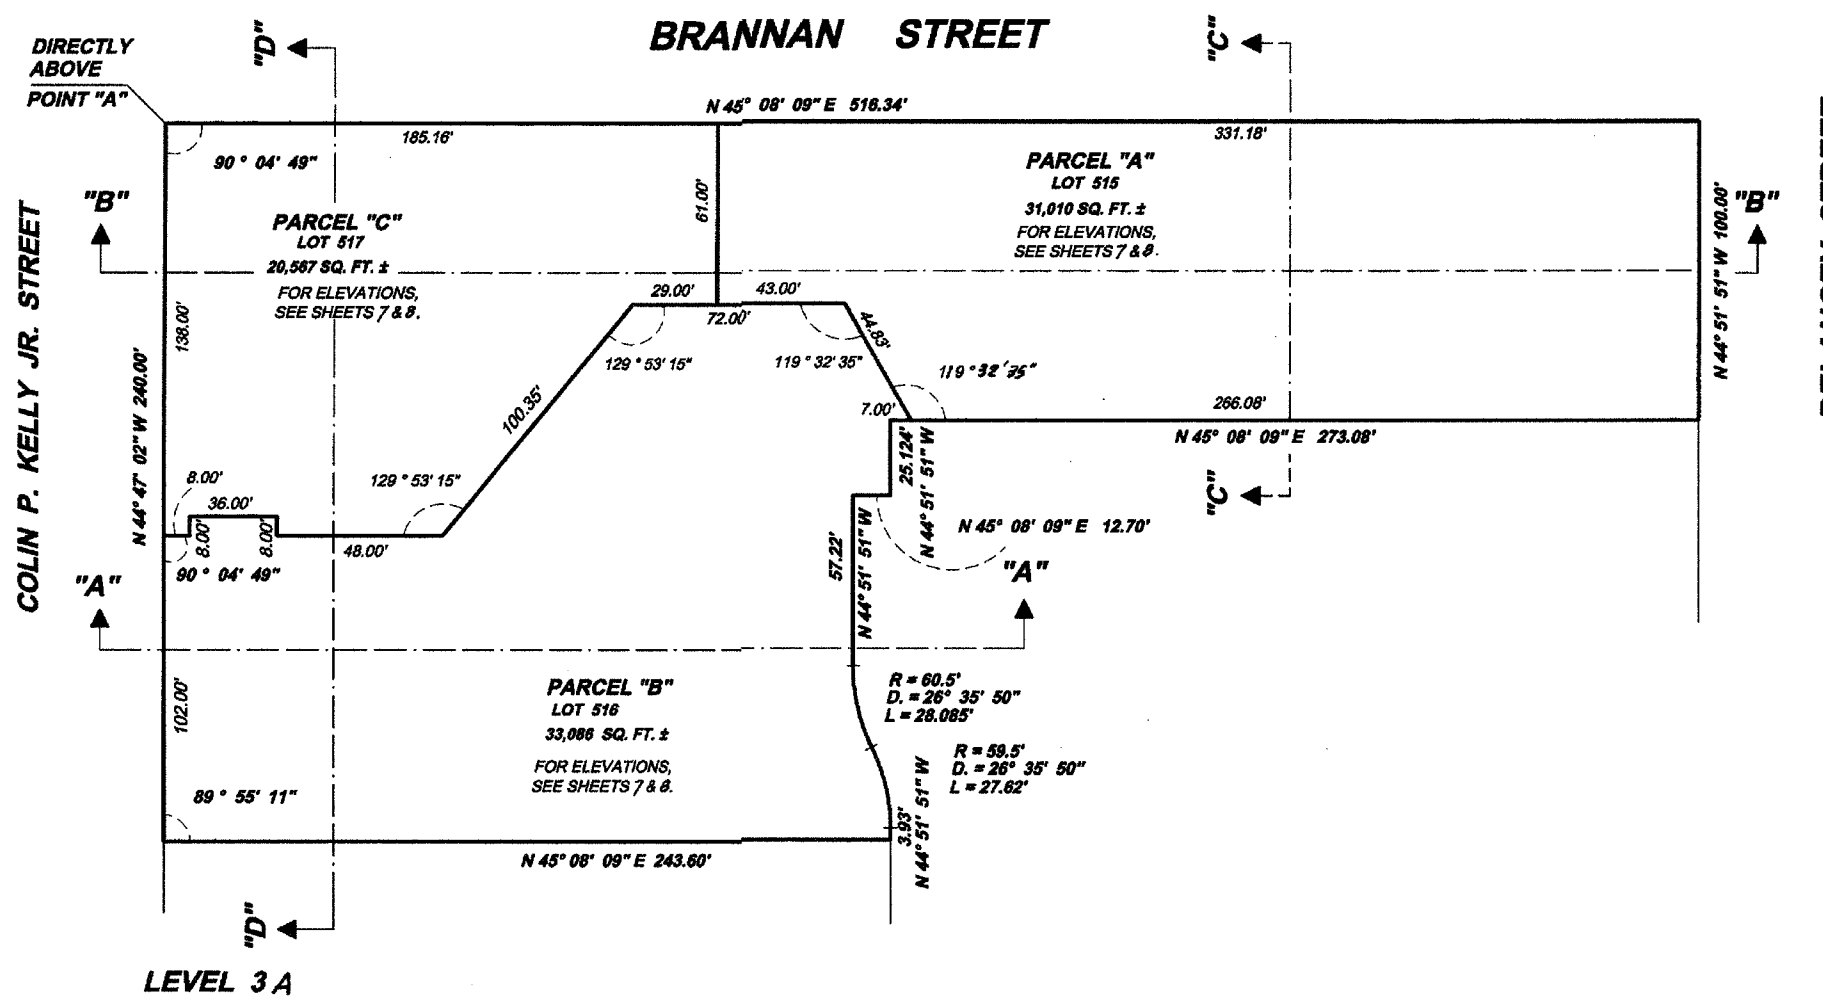 BRANNAN STREET
"D"
"C"
DIRECTLY
ABOVE
POINT "A"
N 45° 08' 09" E 516.34'
185.16'
331.18'
90 ° 04' 49"
PARCEL "A"
LOT 515
31,010 SQ. FT. ±
FOR ELEVATIONS,
SEE SHEETS 7 & 8.
"B"
61.00'
N 44° 51' 51" W 100.00'
"B"
PARCEL "C"
LOT 517
20,567 SQ. FT. ±
FOR ELEVATIONS,
SEE SHEETS 7 & 8.
COLIN P. KELLY JR. STREET
138.00'
N 44° 47' 02" W 240.00'
29.00'
43.00'
72.00'
44.83'
129 ° 53' 15"
119 ° 32' 35"
119 ° 32' 35"
100.35'
7.00'
266.08'
N 45° 08' 09" E 273.08'
25.124'
N 44° 51' 51" W
8.00'
36.00'
129 ° 53' 15"
8.00'
8.00'
48.00'
90 ° 04' 49"
"C"
N 45° 08' 09" E 12.70'
57.22'
N 44° 51' 51" W
"A"
"A"
102.00'
PARCEL "B"
LOT 516
33,086 SQ. FT. ±
FOR ELEVATIONS,
SEE SHEETS 7 & 8.
R = 60.5'
D. = 26° 35' 50"
L = 28.085'
R = 59.5'
D. = 26° 35' 50"
L = 27.62'
89 ° 55' 11"
3.93'
N 44° 51' 51" W
N 45° 08' 09" E 243.60'
"D"
LEVEL 3 A